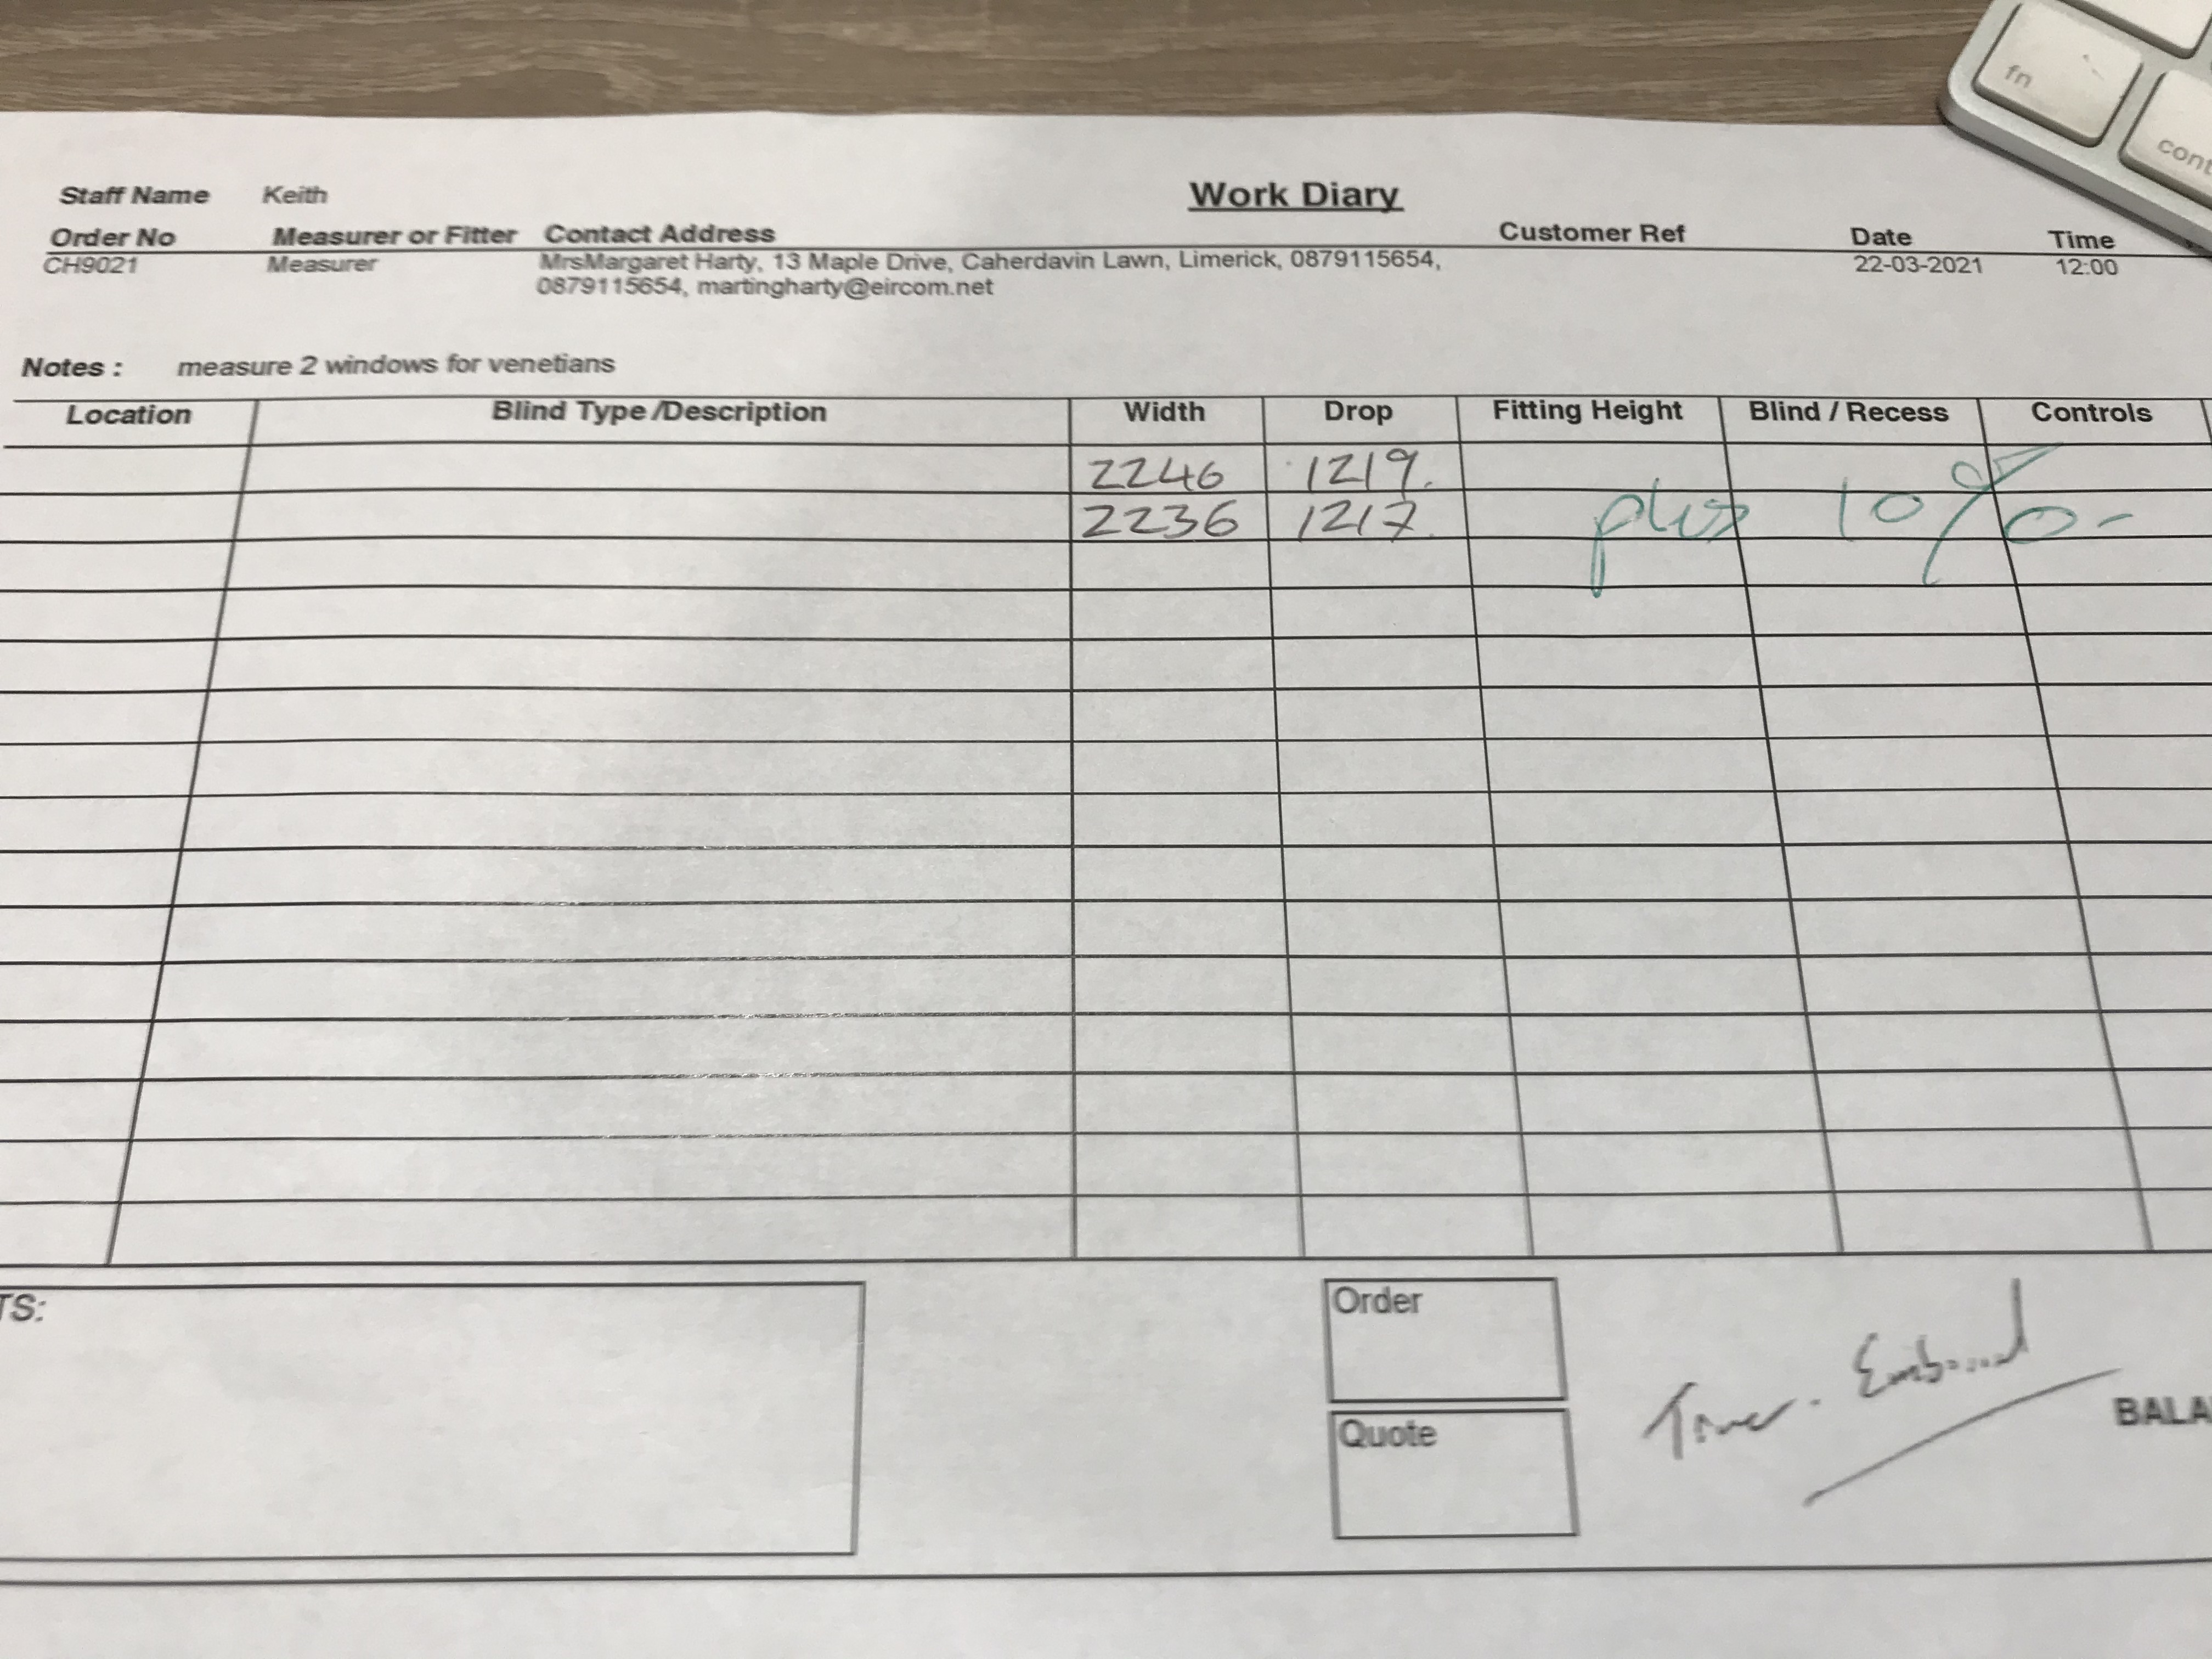 fn
cont
Work Diary
Staff Name Keith
Order No Measurer or Fitter Contact Address Customer Ref Date Time
CH9021 Measurer MrsMargaret Harty, 13 Maple Drive, Caherdavin Lawn, Limerick, 0879115654, 22-03-2021 12:00
0879115654, martingharty@eircom.net
Notes : measure 2 windows for venetians
Location Blind Type /Description Width Drop Fitting Height Blind / Recess Controls
2246 1219.
2236 1217. plus 10%-
TS:
Order
Quote
BALA